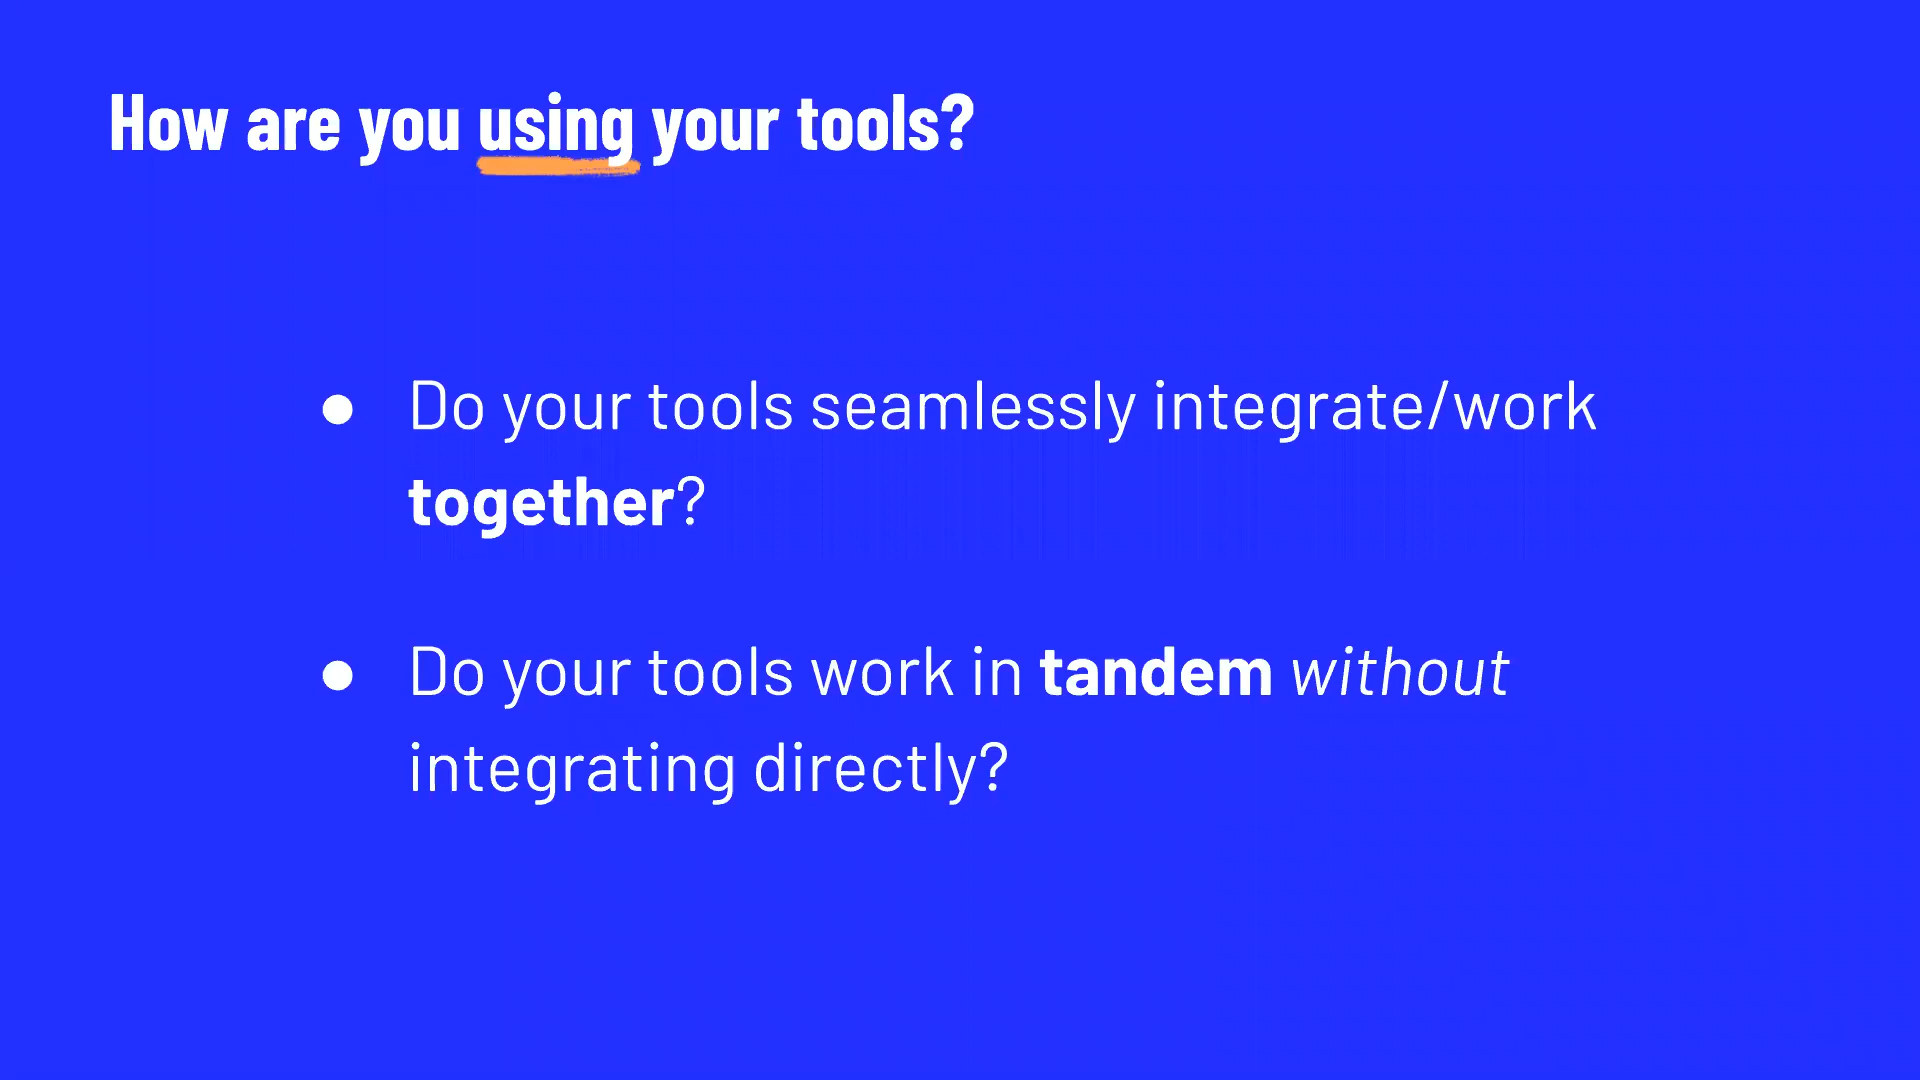 How are you using your tools?
● Do your tools seamlessly integrate/work
together?
● Do your tools work in tandem without
integrating directly?